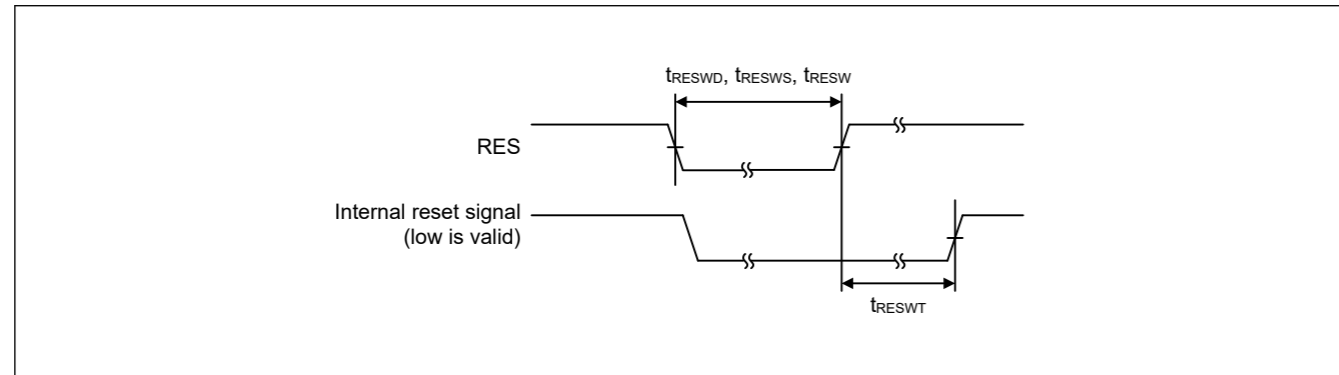 tRESWD, tRESWS, tRESW
RES
Internal reset signal
(low is valid)
tRESWT